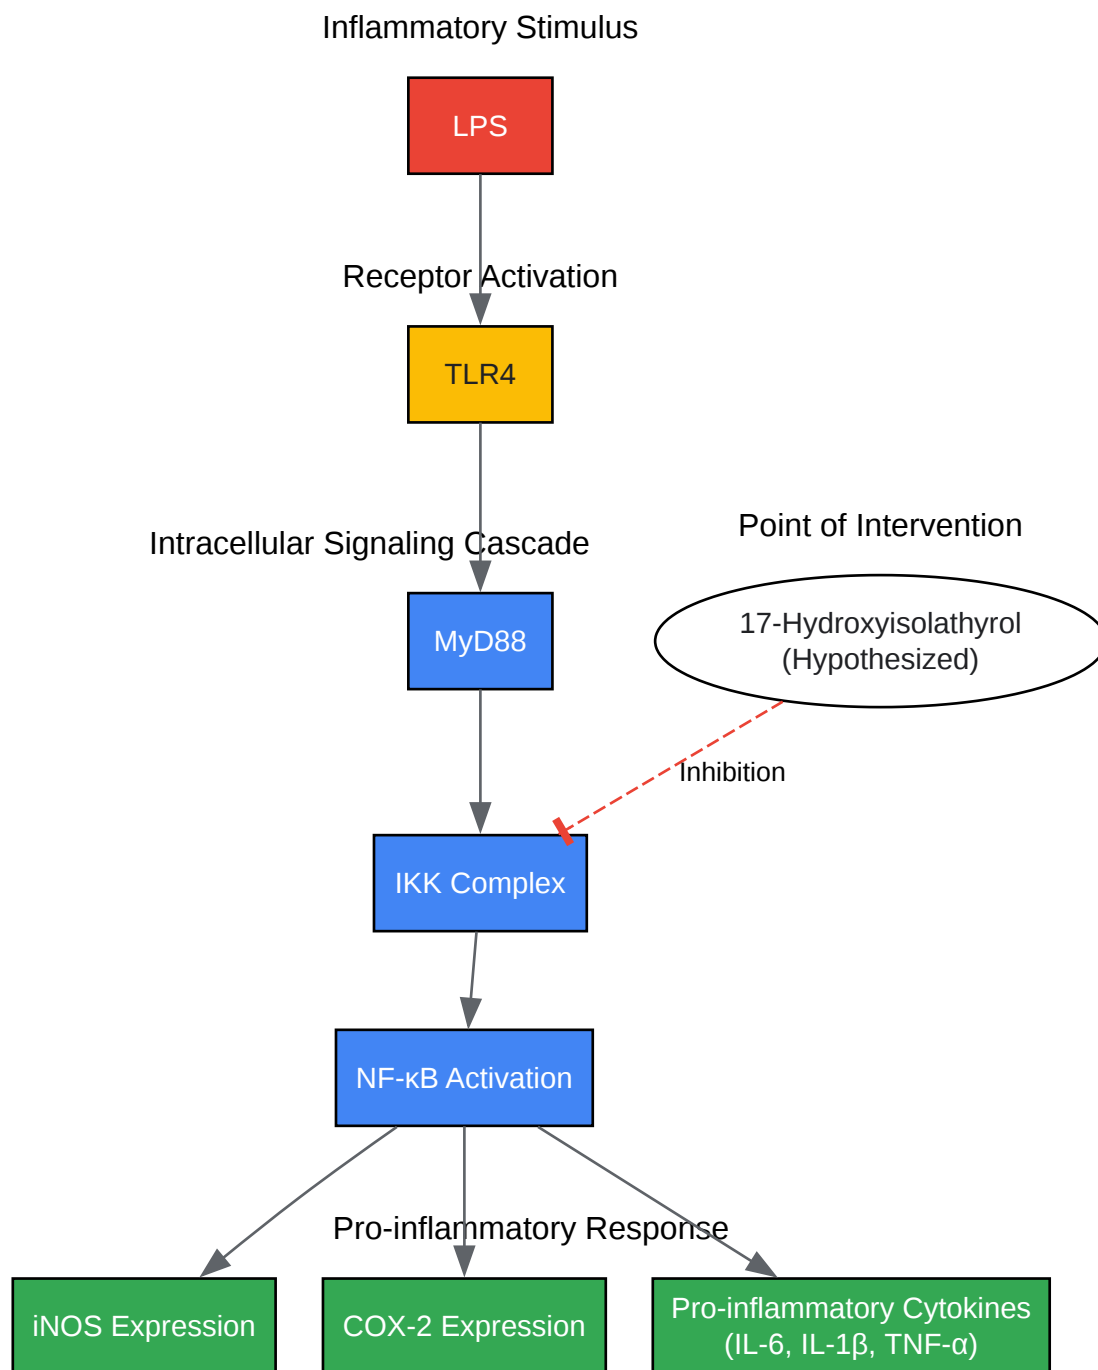 Inflammatory Stimulus
LPS
Receptor Activation
TLR4
Intracellular Signaling Cascade
Point of Intervention
MyD88
17-Hydroxyisolathyrol
(Hypothesized)
Inhibition
IKK Complex
NF-κB Activation
Pro-inflammatory Response
iNOS Expression
COX-2 Expression
Pro-inflammatory Cytokines
(IL-6, IL-1β, TNF-α)